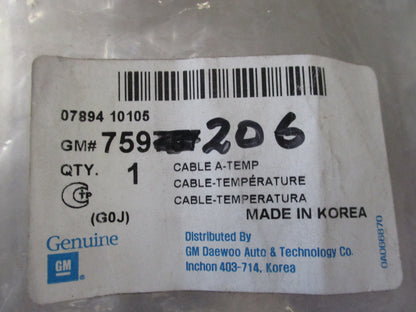 07894 10105
GM# 759 206
QTY. 1 CABLE A-TEMP
CABLE-TEMPÉRATURE
CABLE-TEMPERATURA
(G0J) MADE IN KOREA
Genuine
GM
Distributed By
GM Daewoo Auto & Technology Co.
Inchon 403-714, Korea